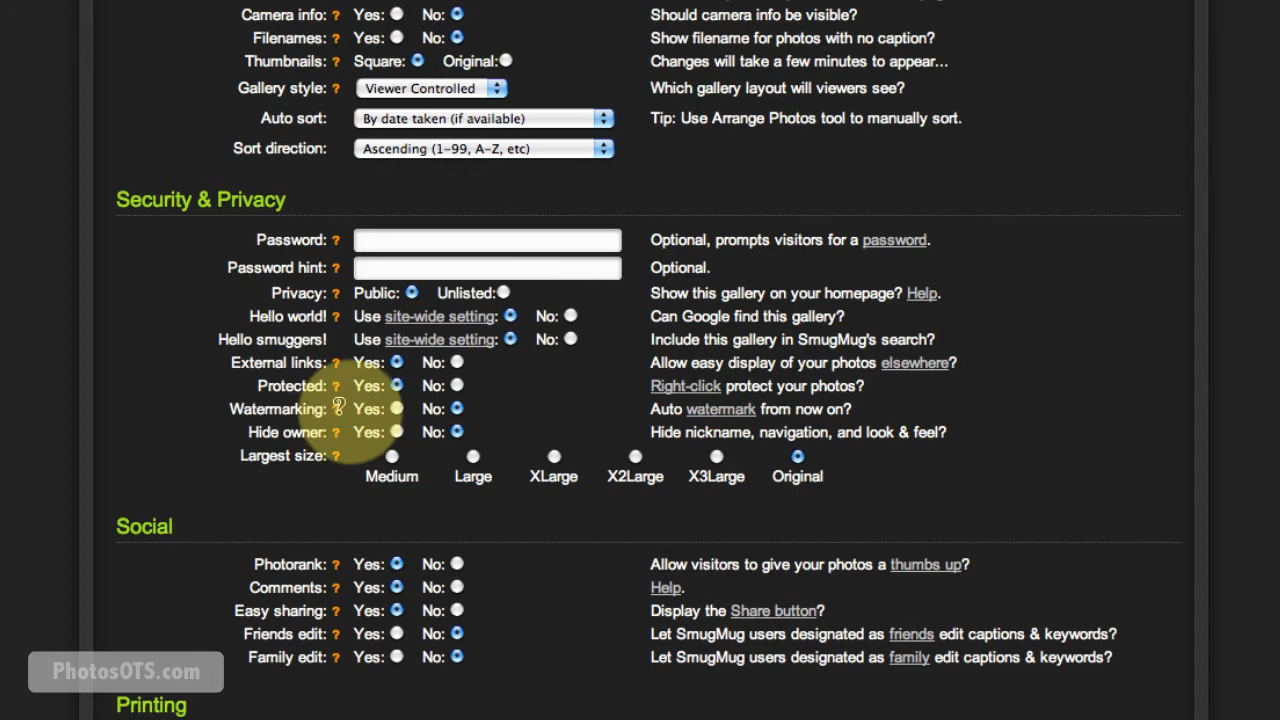 Camera info: ? Yes: No: Should camera info be visible?
Filenames: ? Yes: No: Show filename for photos with no caption?
Thumbnails: ? Square: Original: Changes will take a few minutes to appear...
Gallery style: ? Viewer Controlled Which gallery layout will viewers see?
Auto sort: By date taken (if available) Tip: Use Arrange Photos tool to manually sort.
Sort direction: Ascending (1-99, A-Z, etc)
Security & Privacy
Password: ? Optional, prompts visitors for a password.
Password hint: ? Optional.
Privacy: ? Public: Unlisted: Show this gallery on your homepage? Help.
Hello world! ? Use site-wide setting: No: Can Google find this gallery?
Hello smuggers! Use site-wide setting: No: Include this gallery in SmugMug's search?
External links: ? Yes: No: Allow easy display of your photos elsewhere?
Protected: ? Yes: No: Right-click protect your photos?
Watermarking: ? Yes: No: Auto watermark from now on?
Hide owner: ? Yes: No: Hide nickname, navigation, and look & feel?
Largest size: ?
Medium Large XLarge X2Large X3Large Original
Social
Photorank: ? Yes: No: Allow visitors to give your photos a thumbs up?
Comments: ? Yes: No: Help.
Easy sharing: ? Yes: No: Display the Share button?
Friends edit: ? Yes: No: Let SmugMug users designated as friends edit captions & keywords?
Family edit: ? Yes: No: Let SmugMug users designated as family edit captions & keywords?
PhotosOTS.com
Printing